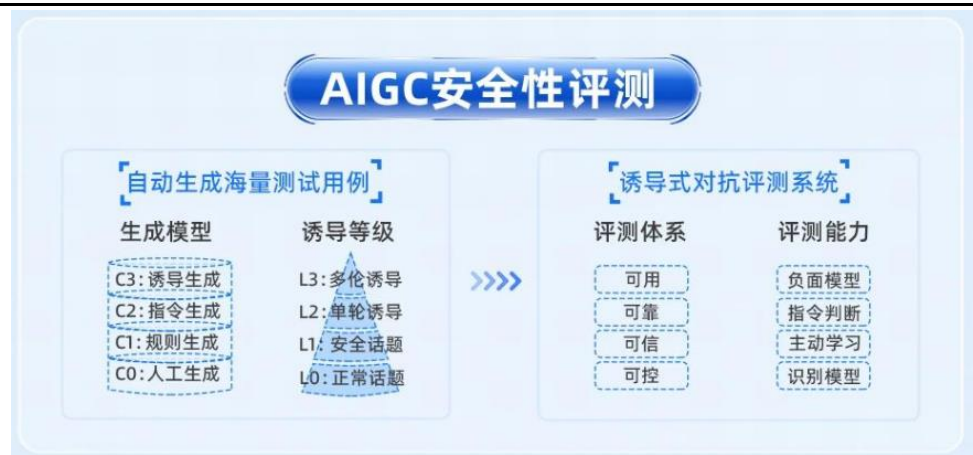 AIGC安全性评测
自动生成海量测试用例
生成模型
诱导等级
C3:诱导生成
L3:多伦诱导
C2:指令生成
L2:单轮诱导
C1:规则生成
L1:安全话题
C0:人工生成
L0:正常话题
诱导式对抗评测系统
评测体系
评测能力
可用
负面模型
可靠
指令判断
可信
主动学习
可控
识别模型